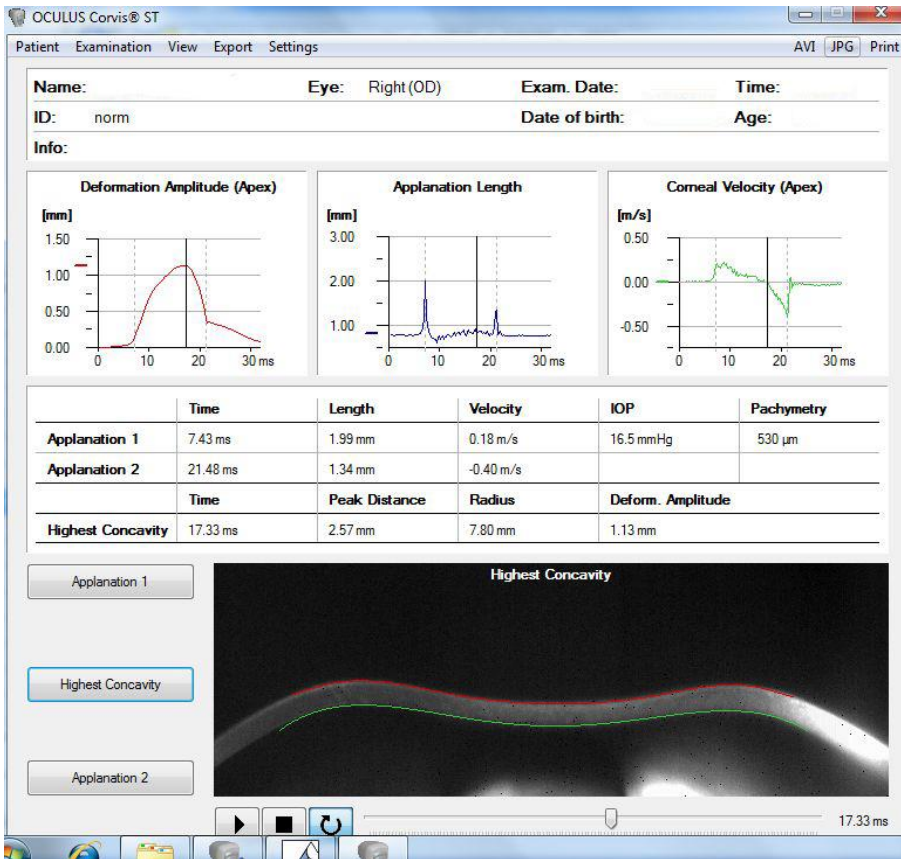 OCULUS Corvis® ST
Patient Examination View Export Settings AVI JPG Print
Name: Eye: Right (OD) Exam. Date: Time:
ID: norm Date of birth: Age:
Info:
Deformation Amplitude (Apex) Applanation Length Corneal Velocity (Apex)
[mm] [mm] [m/s]
1.50 3.00 0.50
1.00 2.00 0.00
0.50 1.00 -0.50
0.00
0 10 20 30 ms 0 10 20 30 ms 0 10 20 30 ms
Time Length Velocity IOP Pachymetry
Applanation 1 7.43 ms 1.99 mm 0.18 m/s 16.5 mmHg 530 µm
Applanation 2 21.48 ms 1.34 mm -0.40 m/s
Time Peak Distance Radius Deform. Amplitude
Highest Concavity 17.33 ms 2.57 mm 7.80 mm 1.13 mm
Applanation 1
Highest Concavity
Highest Concavity
Applanation 2
17.33 ms